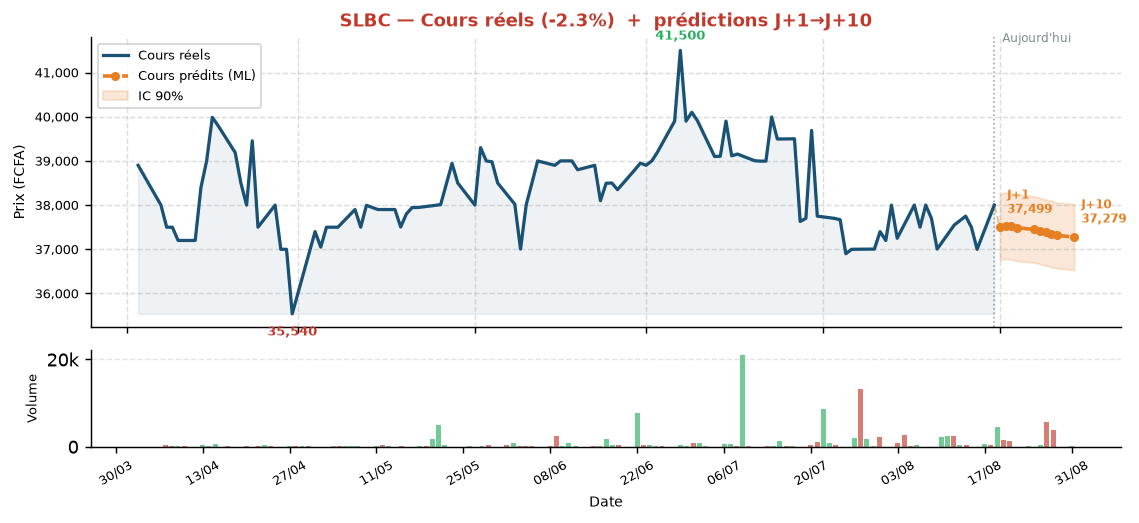 SLBC — Cours réels (-2.3%) + prédictions J+1→J+10
41,500
Aujourd'hui
Cours réels
Cours prédits (ML)
IC 90%
Prix (FCFA)
41,000
40,000
39,000
38,000
37,000
36,000
J+1
37,499
J+10
37,279
35,540
Volume
20k
0
30/03
13/04
27/04
11/05
25/05
08/06
22/06
06/07
20/07
03/08
17/08
31/08
Date